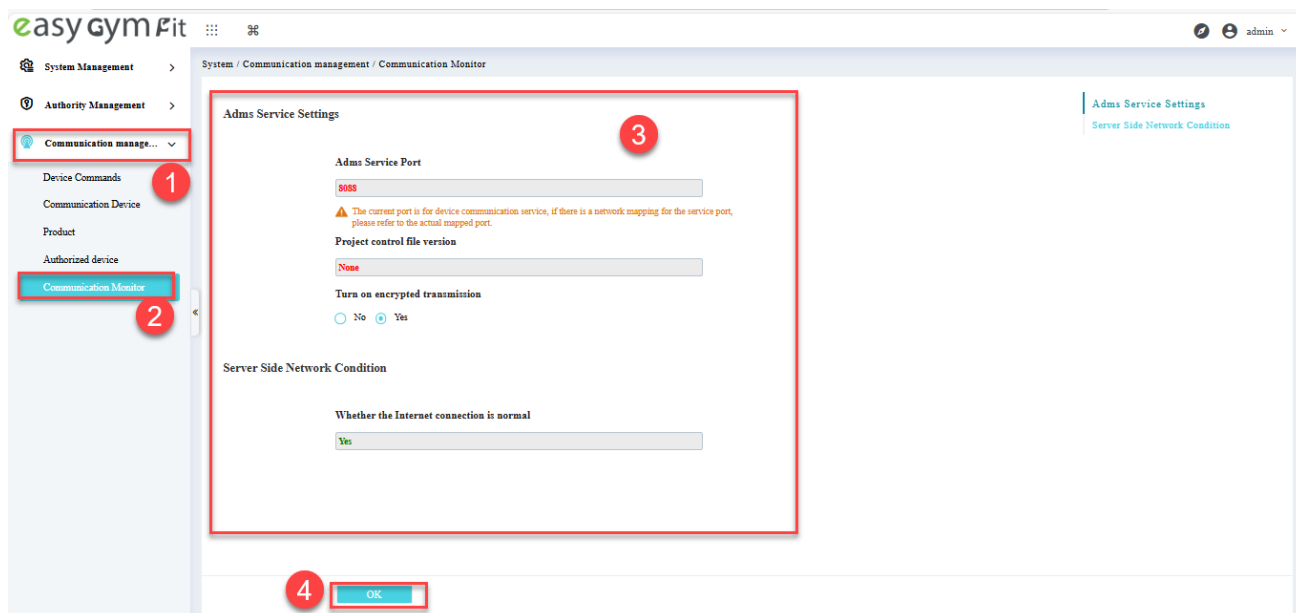 easy Gym Fit
admin
System Management
System / Communication management / Communication Monitor
Authority Management
Adms Service Settings
3
Adms Service Settings
Server Side Network Condition
Communication manage...
1
Device Commands
Communication Device
Product
Authorized device
Communication Monitor
2
Adms Service Port
8088
The current port is for device communication service, if there is a network mapping for the service port,
please refer to the actual mapped port.
Project control file version
None
Turn on encrypted transmission
No Yes
Server Side Network Condition
Whether the Internet connection is normal
Yes
4
OK